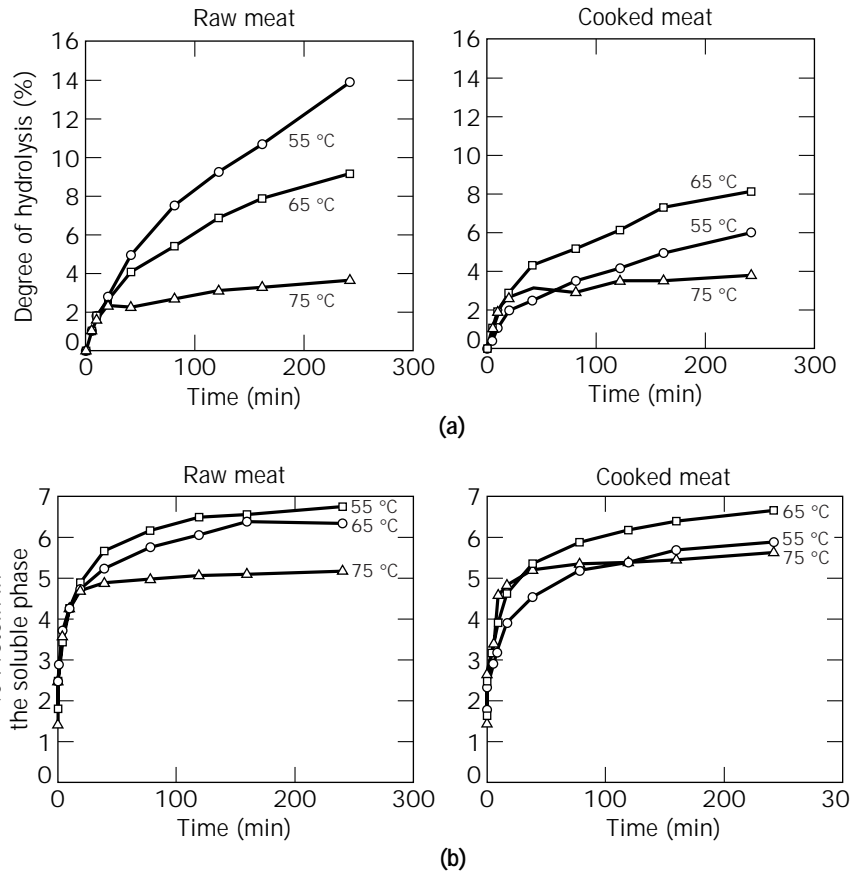 Raw meat
Cooked meat
Degree of hydrolysis (%)
16
14
12
10
8
6
4
2
0
55 °C
65 °C
75 °C
0
100
200
300
Time (min)
16
14
12
10
8
6
4
2
0
65 °C
55 °C
75 °C
0
100
200
300
Time (min)
(a)
Raw meat
Cooked meat
the soluble phase
7
6
5
4
3
2
1
0
55 °C
65 °C
75 °C
0
100
200
300
Time (min)
7
6
5
4
3
2
1
0
65 °C
55 °C
75 °C
0
100
200
30
Time (min)
(b)